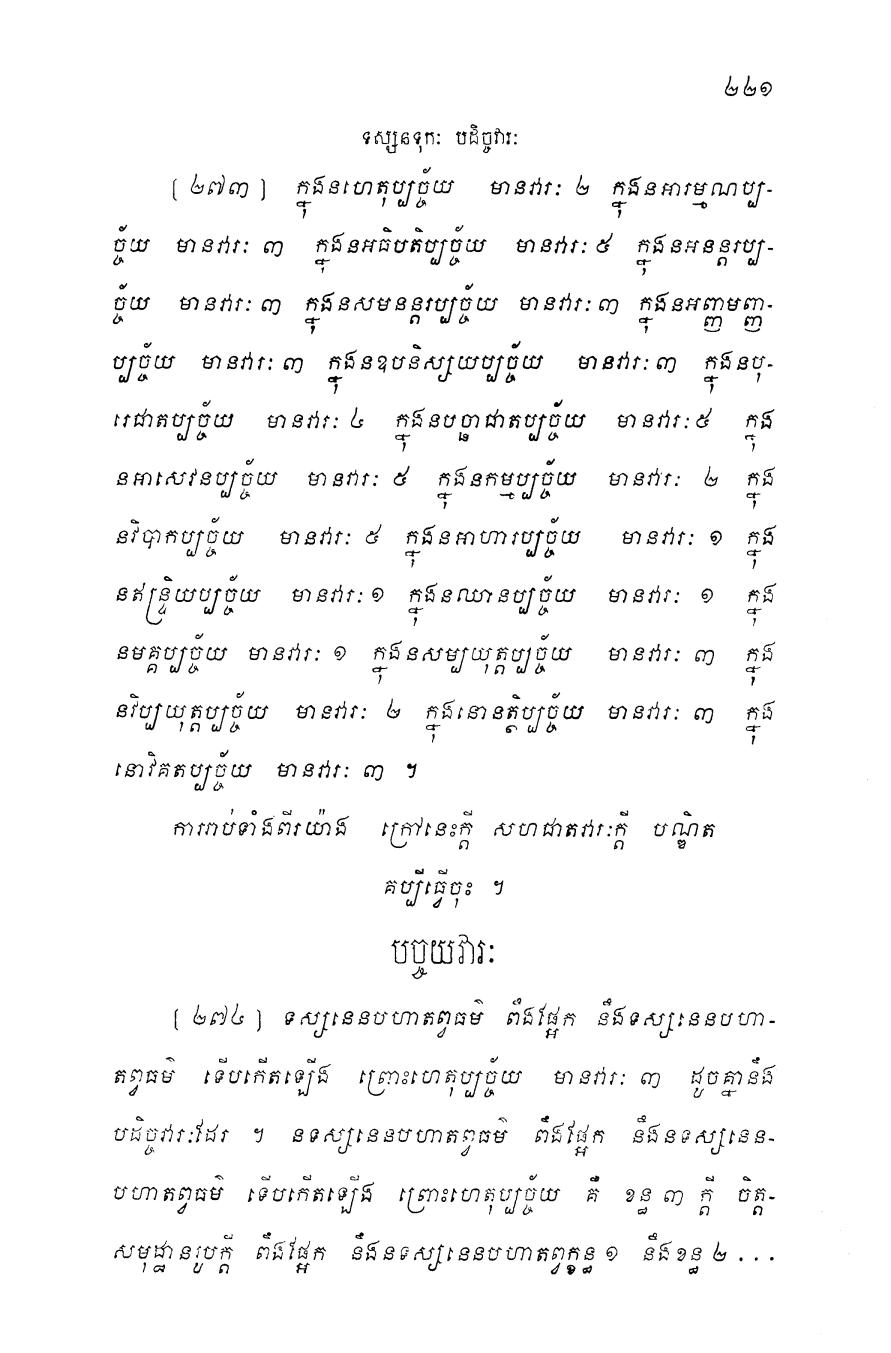 ២២១
ទស្សនទុកៈ បដិច្ចវារៈ
[ ២៧៣ ] ក្នុងនហេតុប្បច្ច័យ មានវារៈ ២ ក្នុងនអារម្មណប្ប-
ច្ច័យ មានវារៈ ៣ ក្នុងនអធិបតិប្បច្ច័យ មានវារៈ ៥ ក្នុងនអនន្តរប្ប-
ច្ច័យ មានវារៈ ៣ ក្នុងនសមនន្តរប្បច្ច័យ មានវារៈ ៣ ក្នុងនអញ្ញមញ្ញ-
ប្បច្ច័យ មានវារៈ ៣ ក្នុងនឧបនិស្សយប្បច្ច័យ មានវារៈ ៣ ក្នុងនបុ-
រេជាតប្បច្ច័យ មានវារៈ ៤ ក្នុងនបច្ឆាជាតប្បច្ច័យ មានវារៈ ៥ ក្នុង
នអាសេវនប្បច្ច័យ មានវារៈ ៥ ក្នុងនកម្មប្បច្ច័យ មានវារៈ ២ ក្នុង
នវិបាកប្បច្ច័យ មានវារៈ ៥ ក្នុងនអាហារប្បច្ច័យ មានវារៈ ១ ក្នុង
នឥន្ទ្រិយប្បច្ច័យ មានវារៈ ១ ក្នុងនឈានប្បច្ច័យ មានវារៈ ១ ក្នុង
នមគ្គប្បច្ច័យ មានវារៈ ១ ក្នុងនសម្បយុត្តប្បច្ច័យ មានវារៈ ៣ ក្នុង
នវិប្បយុត្តប្បច្ច័យ មានវារៈ ២ ក្នុងនោនត្ថិប្បច្ច័យ មានវារៈ ៣ ក្នុង
នោវិគតប្បច្ច័យ មានវារៈ ៣ ។
ការរាប់ទាំងពីរយ៉ាង ក្រៅនេះក្តី សហជាតវារៈក្តី បណ្ឌិត
គប្បីធ្វើចុះ ។
បច្ចយវារៈ
[ ២៧៤ ] ទស្សនេនបហាតព្វធម៌ ពឹងផ្អែក នឹងទស្សនេនបហា-
តព្វធម៌ ទើបកើតឡើង ព្រោះហេតុប្បច្ច័យ មានវារៈ ៣ ដូចគ្នានឹង
បដិច្ចវារៈដែរ ។ នទស្សនេនបហាតព្វធម៌ ពឹងផ្អែក នឹងនទស្សនេន-
បហាតព្វធម៌ ទើបកើតឡើង ព្រោះហេតុប្បច្ច័យ គឺ ខន្ធ ៣ ក្តី ចិត្ត-
សមុដ្ឋានរូបក្តី ពឹងផ្អែក នឹងនទស្សនេនបហាតព្វក្ខន្ធ ១ នឹងខន្ធ ២ ...